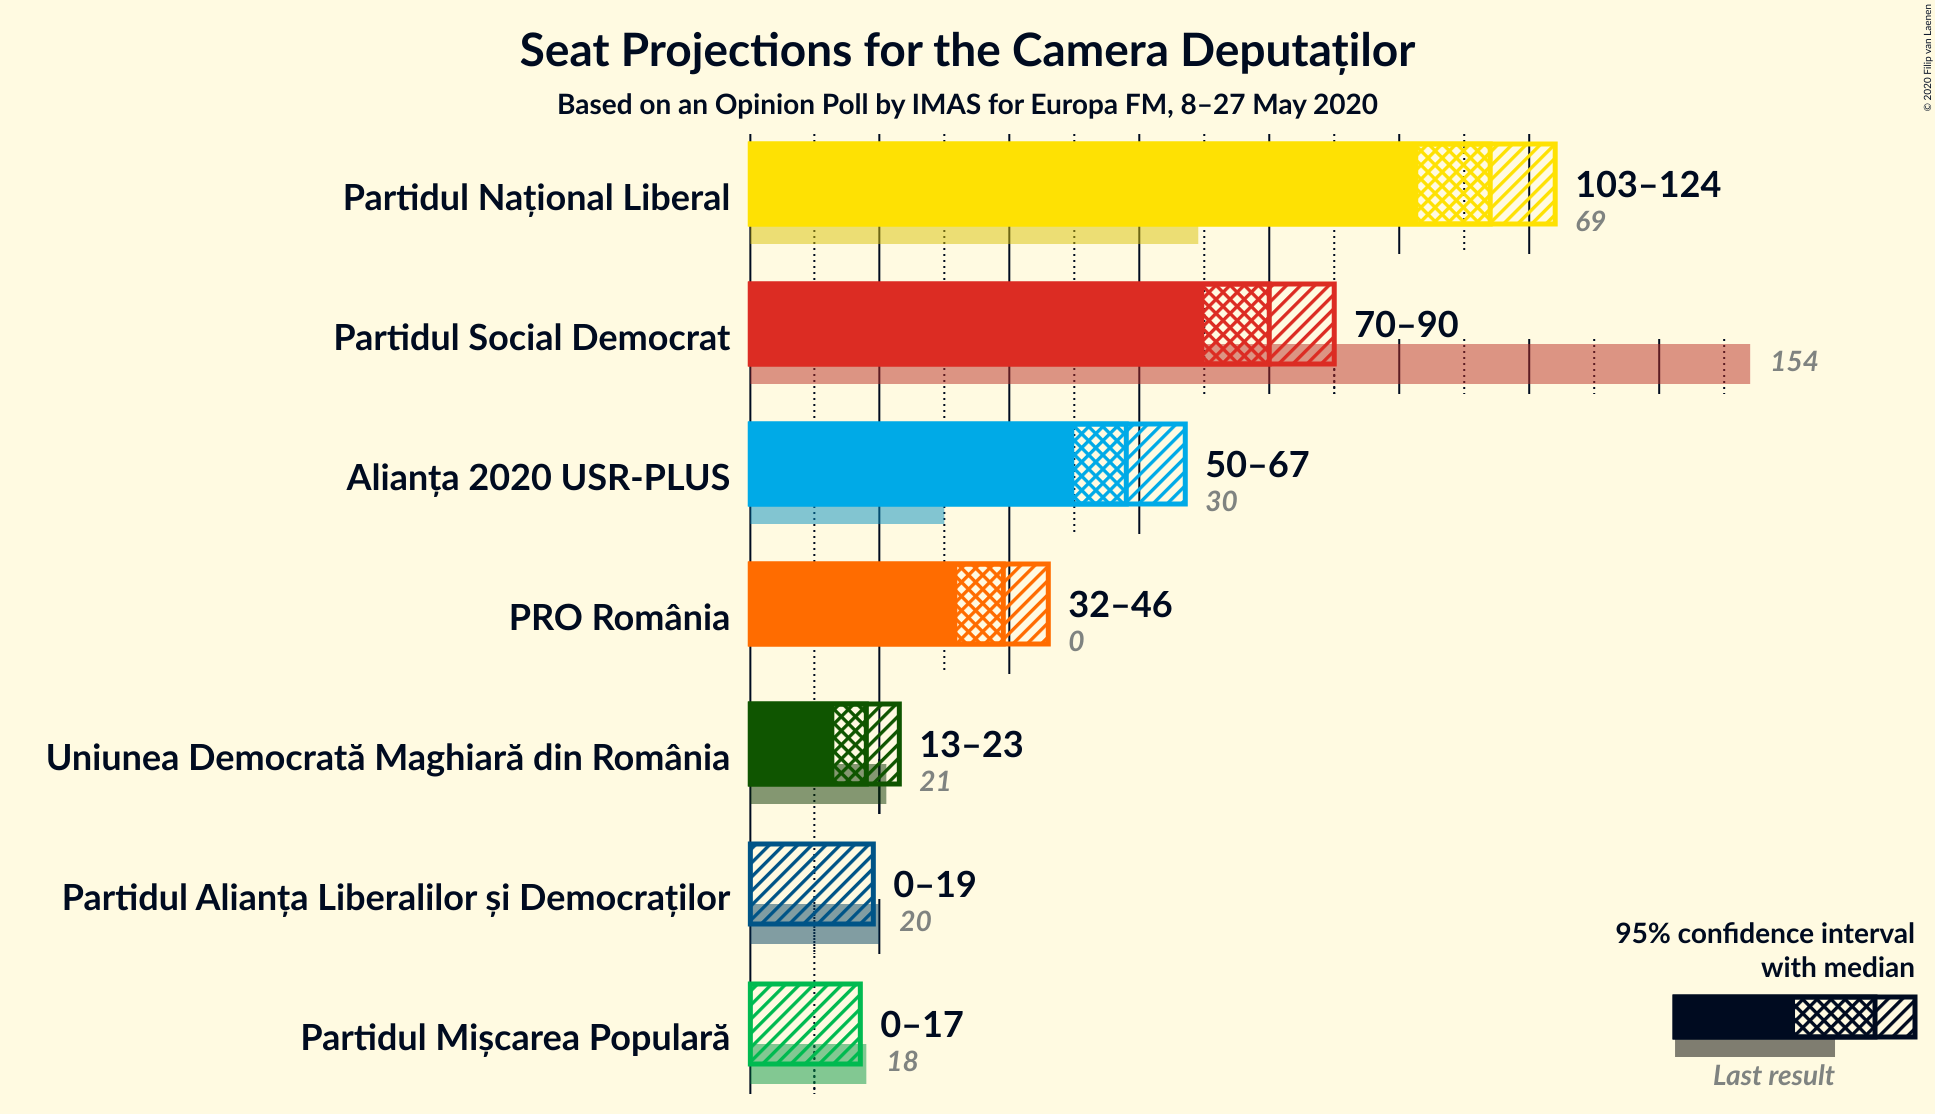 Seat Projections for the Camera Deputaților
Based on an Opinion Poll by IMAS for Europa FM, 8–27 May 2020
© 2020 Filip van Laenen
Partidul Național Liberal
103–124
69
Partidul Social Democrat
70–90
154
Alianța 2020 USR-PLUS
50–67
30
PRO România
32–46
0
Uniunea Democrată Maghiară din România
13–23
21
Partidul Alianța Liberalilor și Democraților
0–19
20
Partidul Mișcarea Populară
0–17
18
95% confidence interval
with median
Last result